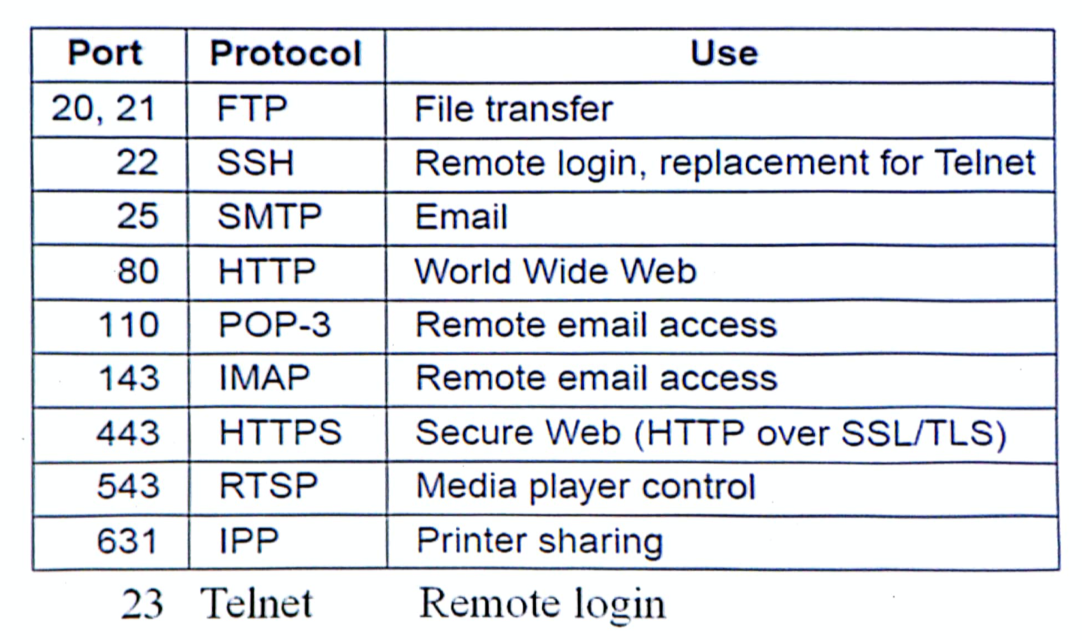 Port Protocol Use
20, 21 FTP File transfer
22 SSH Remote login, replacement for Telnet
25 SMTP Email
80 HTTP World Wide Web
110 POP-3 Remote email access
143 IMAP Remote email access
443 HTTPS Secure Web (HTTP over SSL/TLS)
543 RTSP Media player control
631 IPP Printer sharing
23 Telnet Remote login